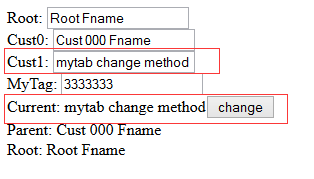 Root: Root Fname
Cust0: Cust 000 Fname
Cust1: mytab change method
MyTag: 3333333
Current: mytab change method change
Parent: Cust 000 Fname
Root: Root Fname